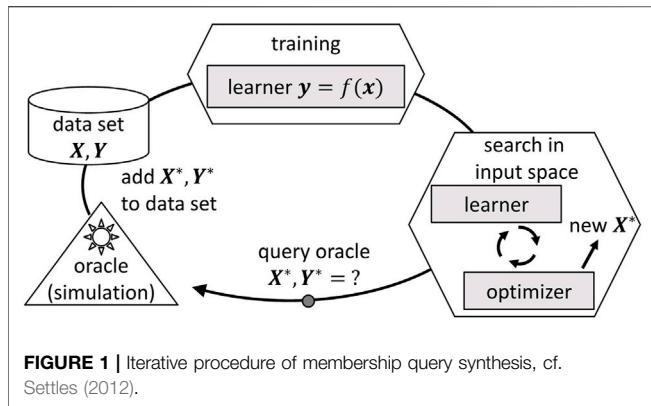 training
learner y = f(x)
data set
X, Y
search in
input space
learner
new X*
optimizer
add X*, Y*
to data set
query oracle
X*, Y* = ?
oracle
(simulation)
FIGURE 1 | Iterative procedure of membership query synthesis, cf.
Settles (2012).